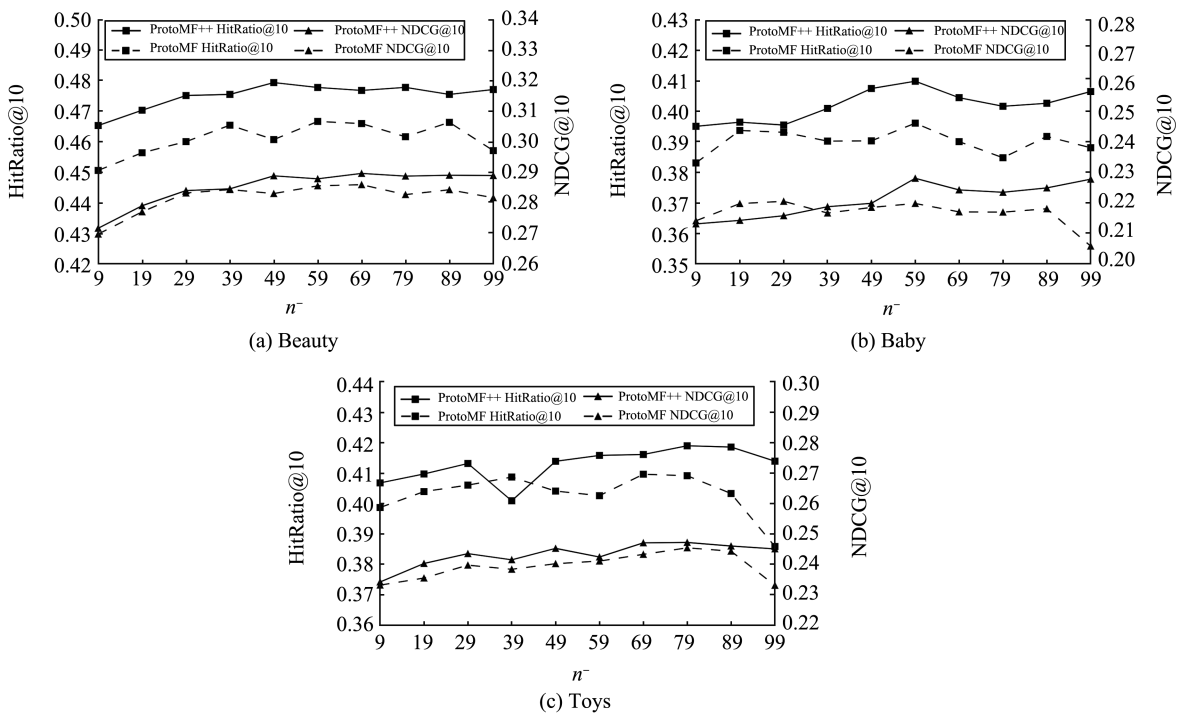 ProtoMF++ HitRatio@10 ProtoMF++ NDCG@10
ProtoMF HitRatio@10 ProtoMF NDCG@10
HitRatio@10
0.50
0.49
0.48
0.47
0.46
0.45
0.44
0.43
0.42
NDCG@10
0.34
0.33
0.32
0.31
0.30
0.29
0.28
0.27
0.26
9 19 29 39 49 59 69 79 89 99
n−
(a) Beauty
ProtoMF++ HitRatio@10 ProtoMF++ NDCG@10
ProtoMF HitRatio@10 ProtoMF NDCG@10
HitRatio@10
0.43
0.42
0.41
0.40
0.39
0.38
0.37
0.36
0.35
NDCG@10
0.28
0.27
0.26
0.25
0.24
0.23
0.22
0.21
0.20
9 19 29 39 49 59 69 79 89 99
n−
(b) Baby
ProtoMF++ HitRatio@10 ProtoMF++ NDCG@10
ProtoMF HitRatio@10 ProtoMF NDCG@10
HitRatio@10
0.44
0.43
0.42
0.41
0.40
0.39
0.38
0.37
0.36
NDCG@10
0.30
0.29
0.28
0.27
0.26
0.25
0.24
0.23
0.22
9 19 29 39 49 59 69 79 89 99
n−
(c) Toys